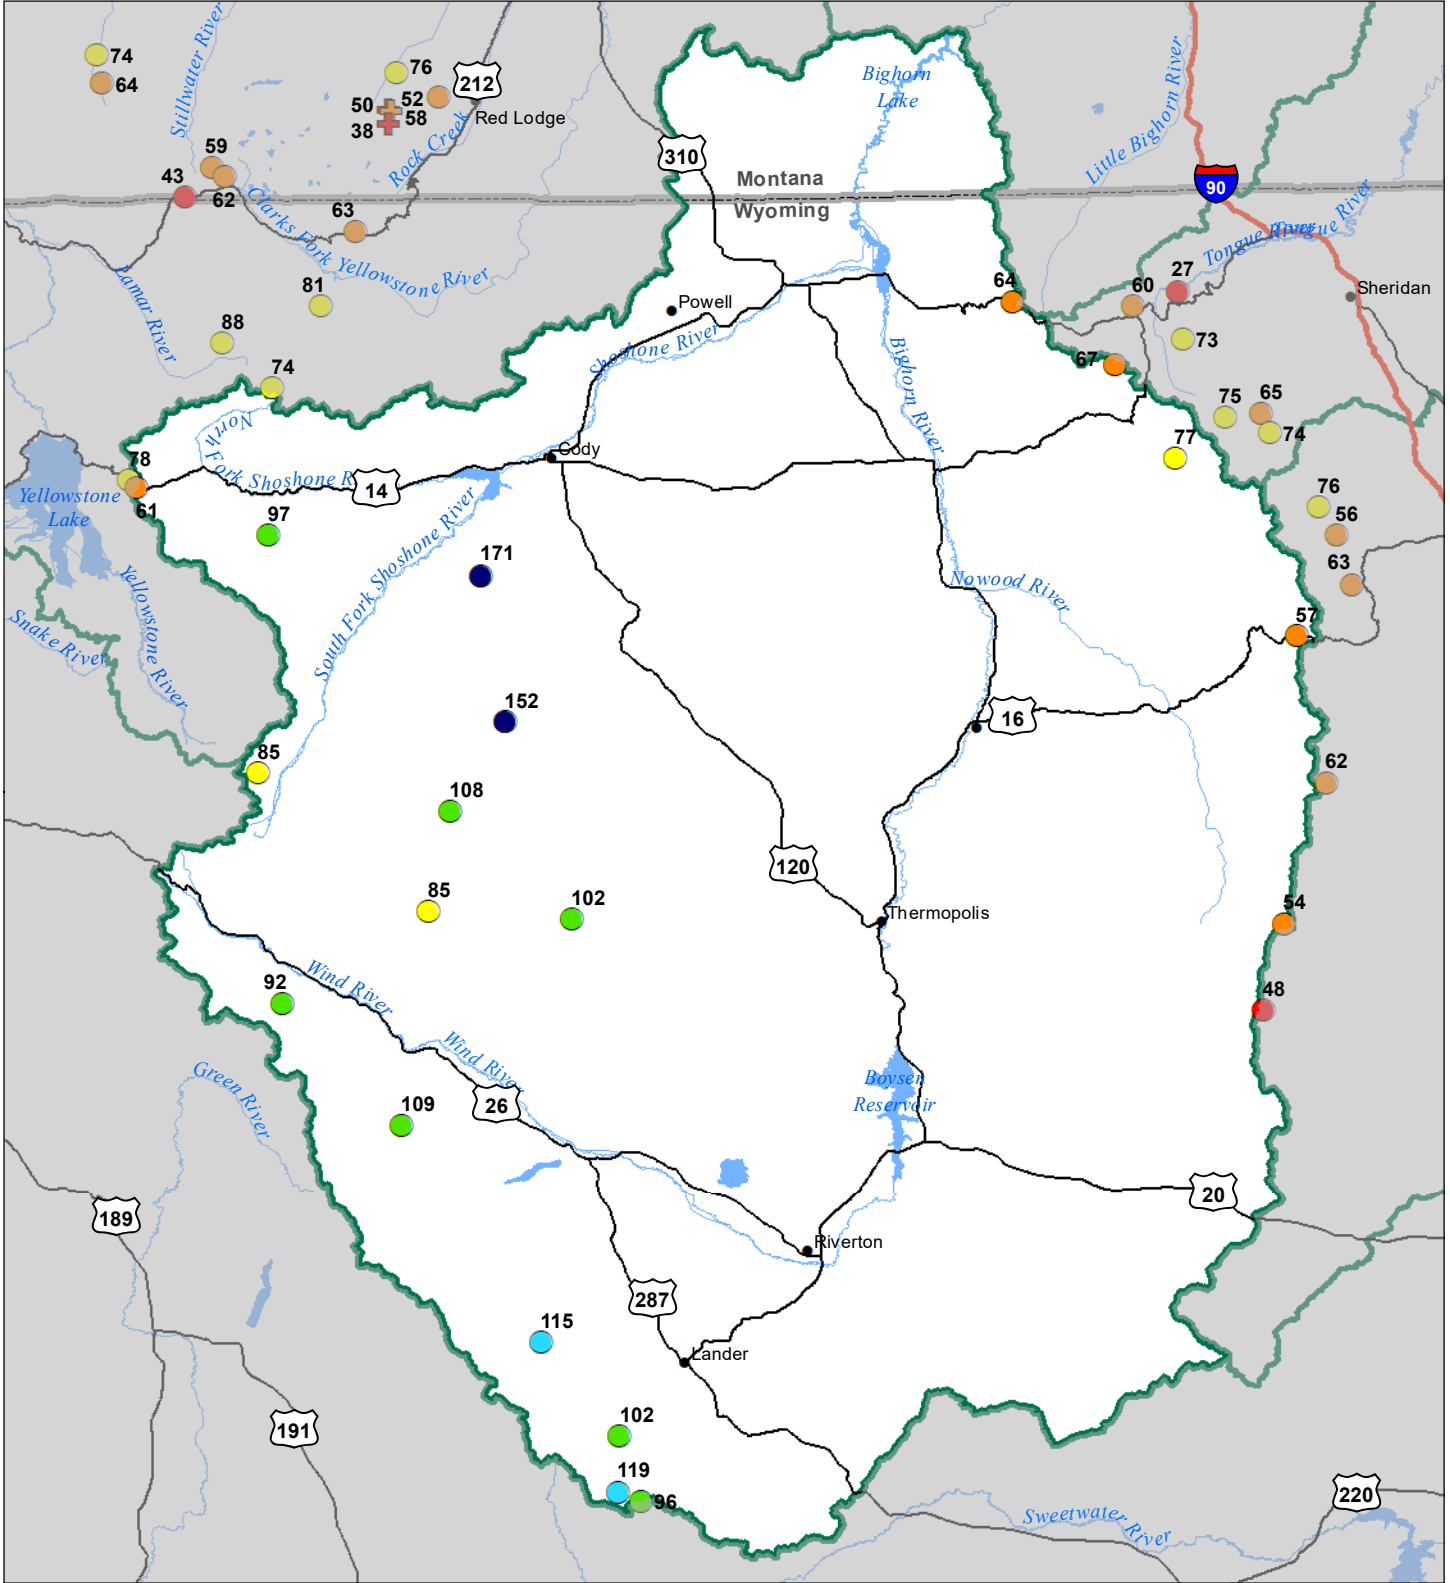 74
64
Stillwater River
76
212
50
52
38
58
Red Lodge
Rock Creek
Bighorn
Lake
Little Bighorn River
310
90
Montana
Wyoming
59
43
62
63
Clarks Fork Yellowstone River
Tongue River
Tongue River
27
60
64
Sheridan
Lamar River
81
88
Powell
Shoshone River
Bighorn River
73
67
74
75
65
74
77
North
Fork Shoshone R
14
Cody
78
61
Yellowstone
Lake
97
South Fork Shoshone River
171
76
56
63
57
Nowood River
Yellowstone River
Snake River
152
16
85
62
108
120
85
102
Thermopolis
54
48
92
Wind River
Wind River
Green River
26
109
Boysen
Reservoir
189
20
Riverton
287
115
Lander
191
102
119
96
220
Sweetwater River